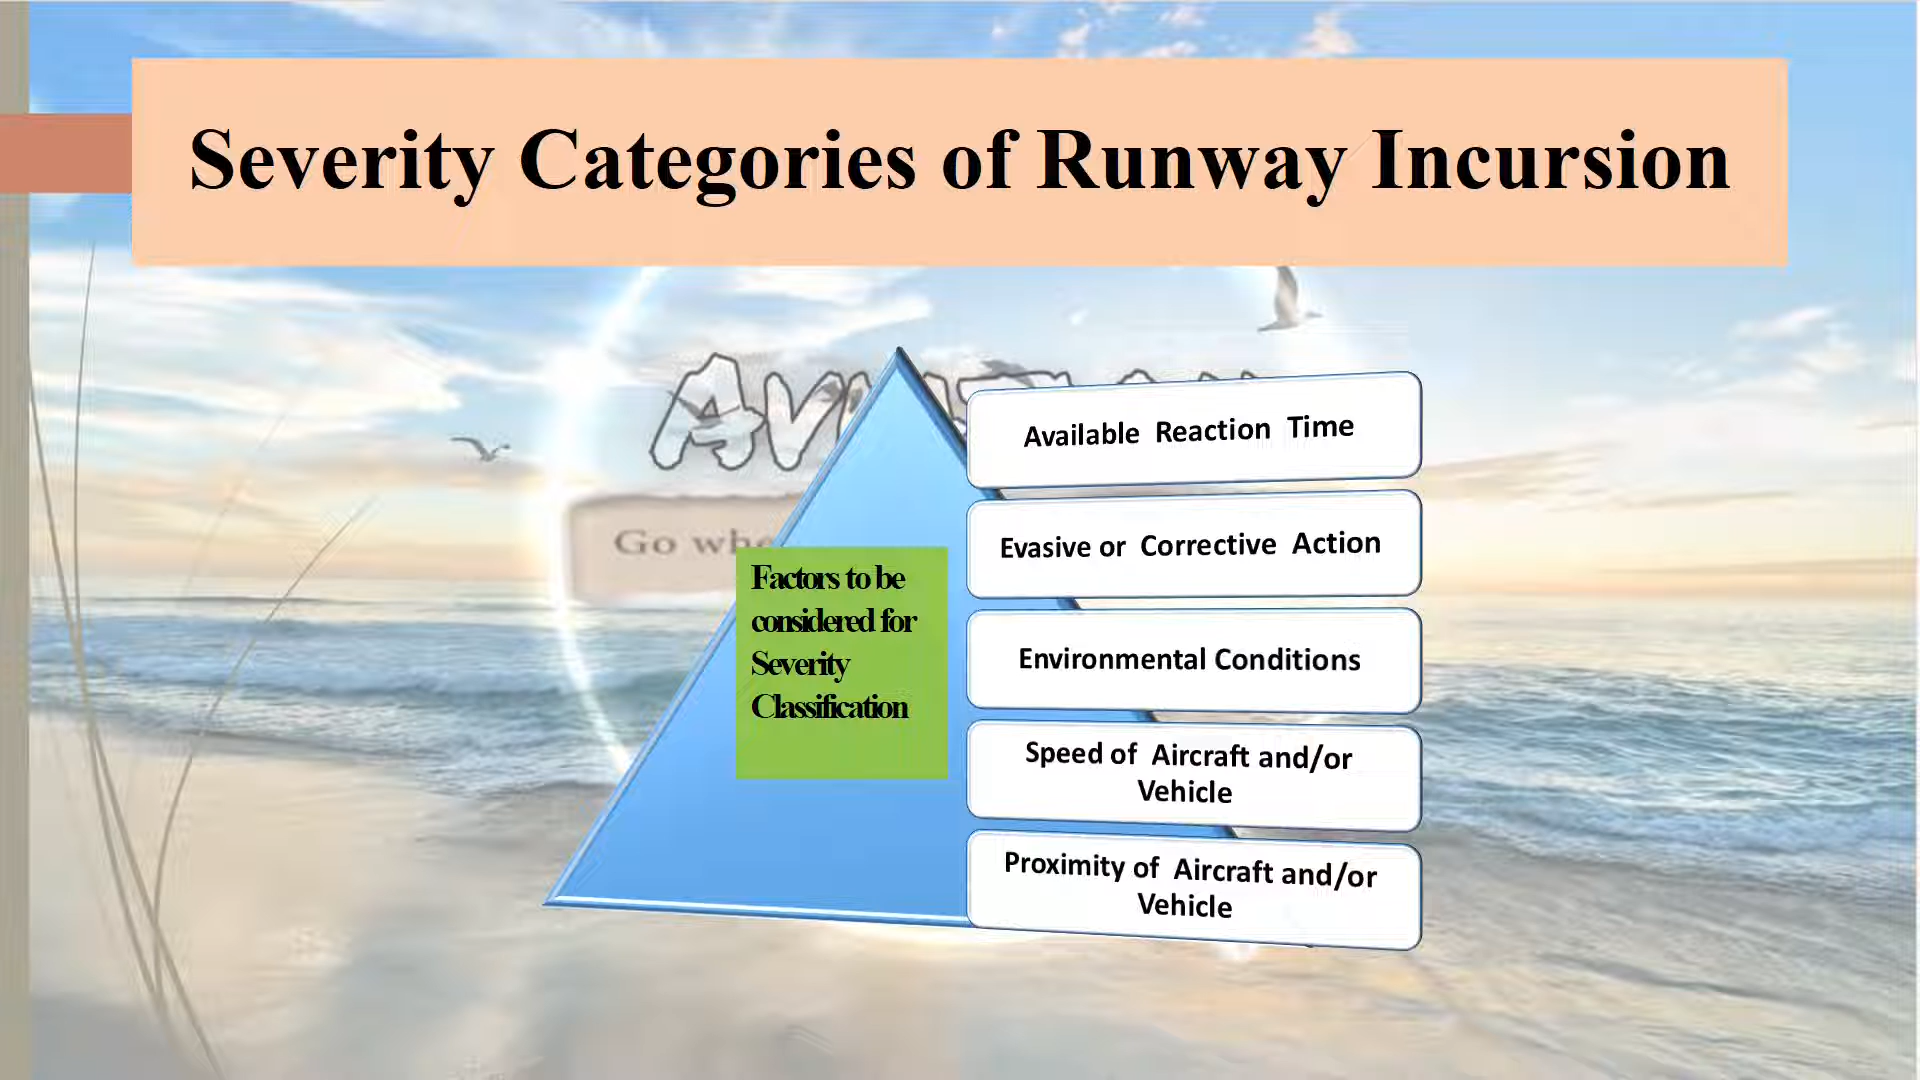 Severity Categories of Runway Incursion
Go
Factors to be
considered for
Severity
Classification
Available Reaction Time
Evasive or Corrective Action
Environmental Conditions
Speed of Aircraft and/or
Vehicle
Proximity of Aircraft and/or
Vehicle